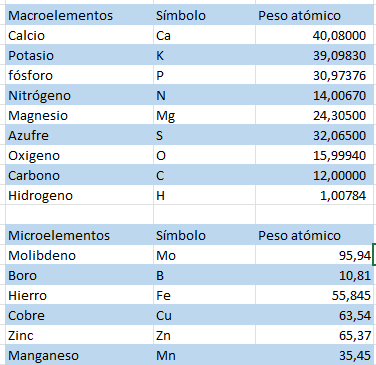 Macroelementos Símbolo Peso atómico
Calcio Ca 40,08000
Potasio K 39,09830
fósforo P 30,97376
Nitrógeno N 14,00670
Magnesio Mg 24,30500
Azufre S 32,06500
Oxigeno O 15,99940
Carbono C 12,00000
Hidrogeno H 1,00784
Microelementos Símbolo Peso atómico
Molibdeno Mo 95,94
Boro B 10,81
Hierro Fe 55,845
Cobre Cu 63,54
Zinc Zn 65,37
Manganeso Mn 35,45